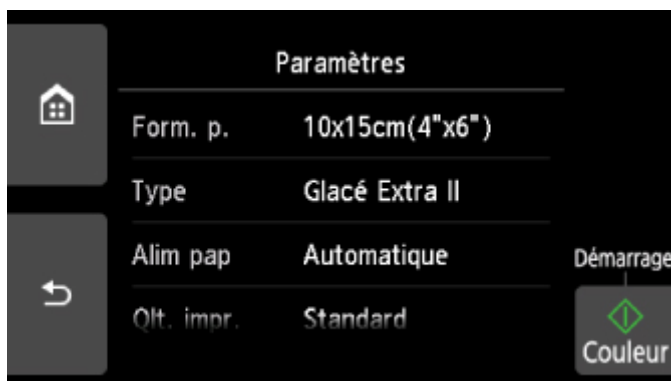 Paramètres
Form. p. 10x15cm(4"x6")
Type Glacé Extra II
Alim pap Automatique
Qlt. impr. Standard
Démarrage
Couleur